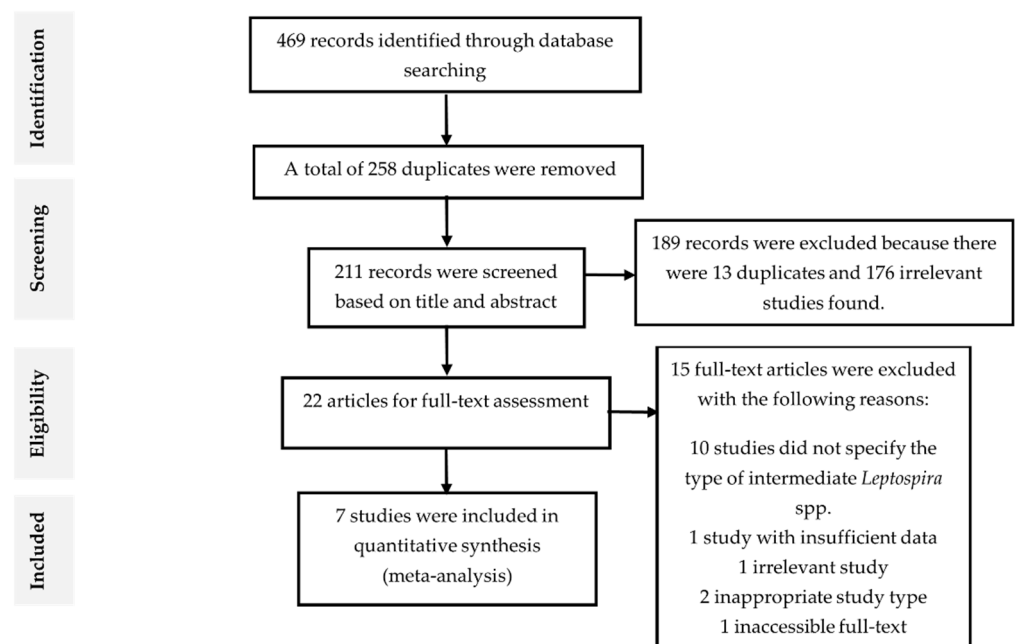 Identification
469 records identified through database
searching
A total of 258 duplicates were removed
Screening
211 records were screened
based on title and abstract
189 records were excluded because there
were 13 duplicates and 176 irrelevant
studies found.
Eligibility
22 articles for full-text assessment
15 full-text articles were excluded
with the following reasons:
10 studies did not specify the
type of intermediate Leptospira
spp.
1 study with insufficient data
1 irrelevant study
2 inappropriate study type
1 inaccessible full-text
Included
7 studies were included in
quantitative synthesis
(meta-analysis)